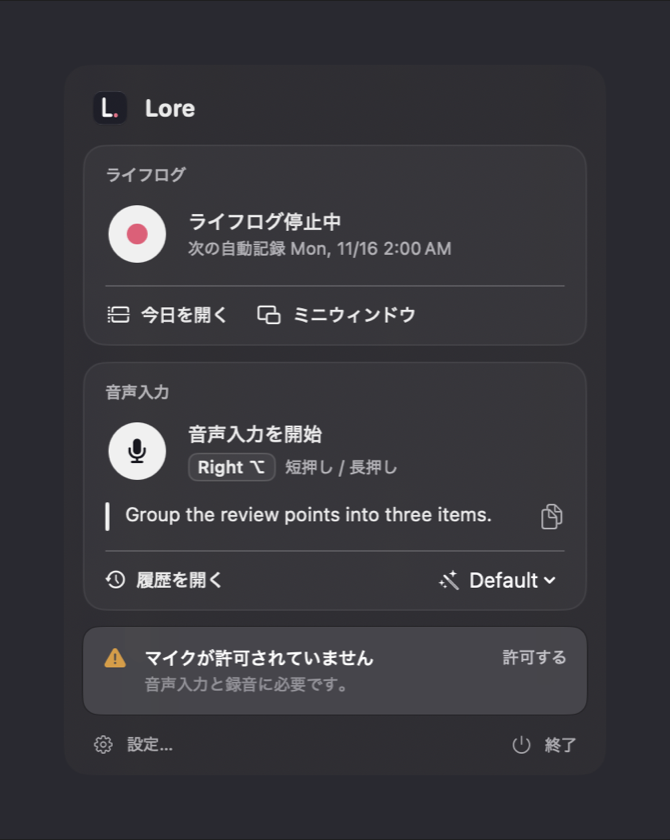 L.
Lore
ライフログ
ライフログ停止中
次の自動記録 Mon, 11/16 2:00 AM
今日を開く ミニウィンドウ
音声入力
音声入力を開始
Right ⌥ 短押し / 長押し
Group the review points into three items.
履歴を開く Default
マイクが許可されていません 許可する
音声入力と録音に必要です。
設定... 終了